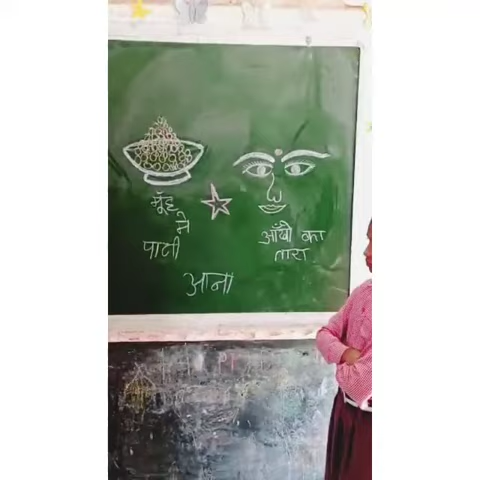 मुँह
मे
पानी
आना
आँखों का
तारा